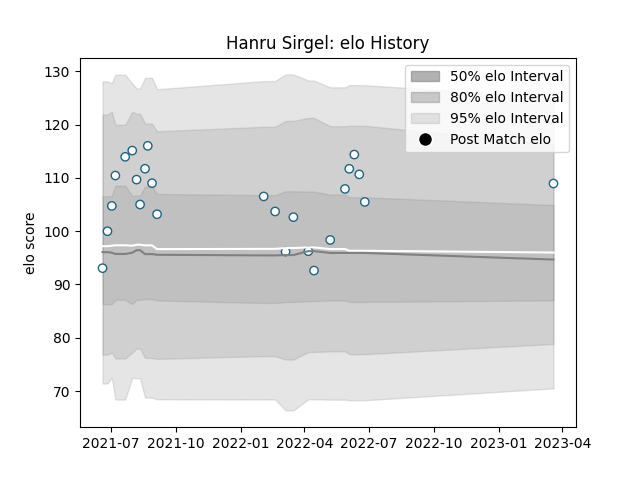 Hanru Sirgel: elo History
130
120
110
100
90
80
70
elo score
50% elo Interval
80% elo Interval
95% elo Interval
Post Match elo
2021-07 2021-10 2022-01 2022-04 2022-07 2022-10 2023-01 2023-04